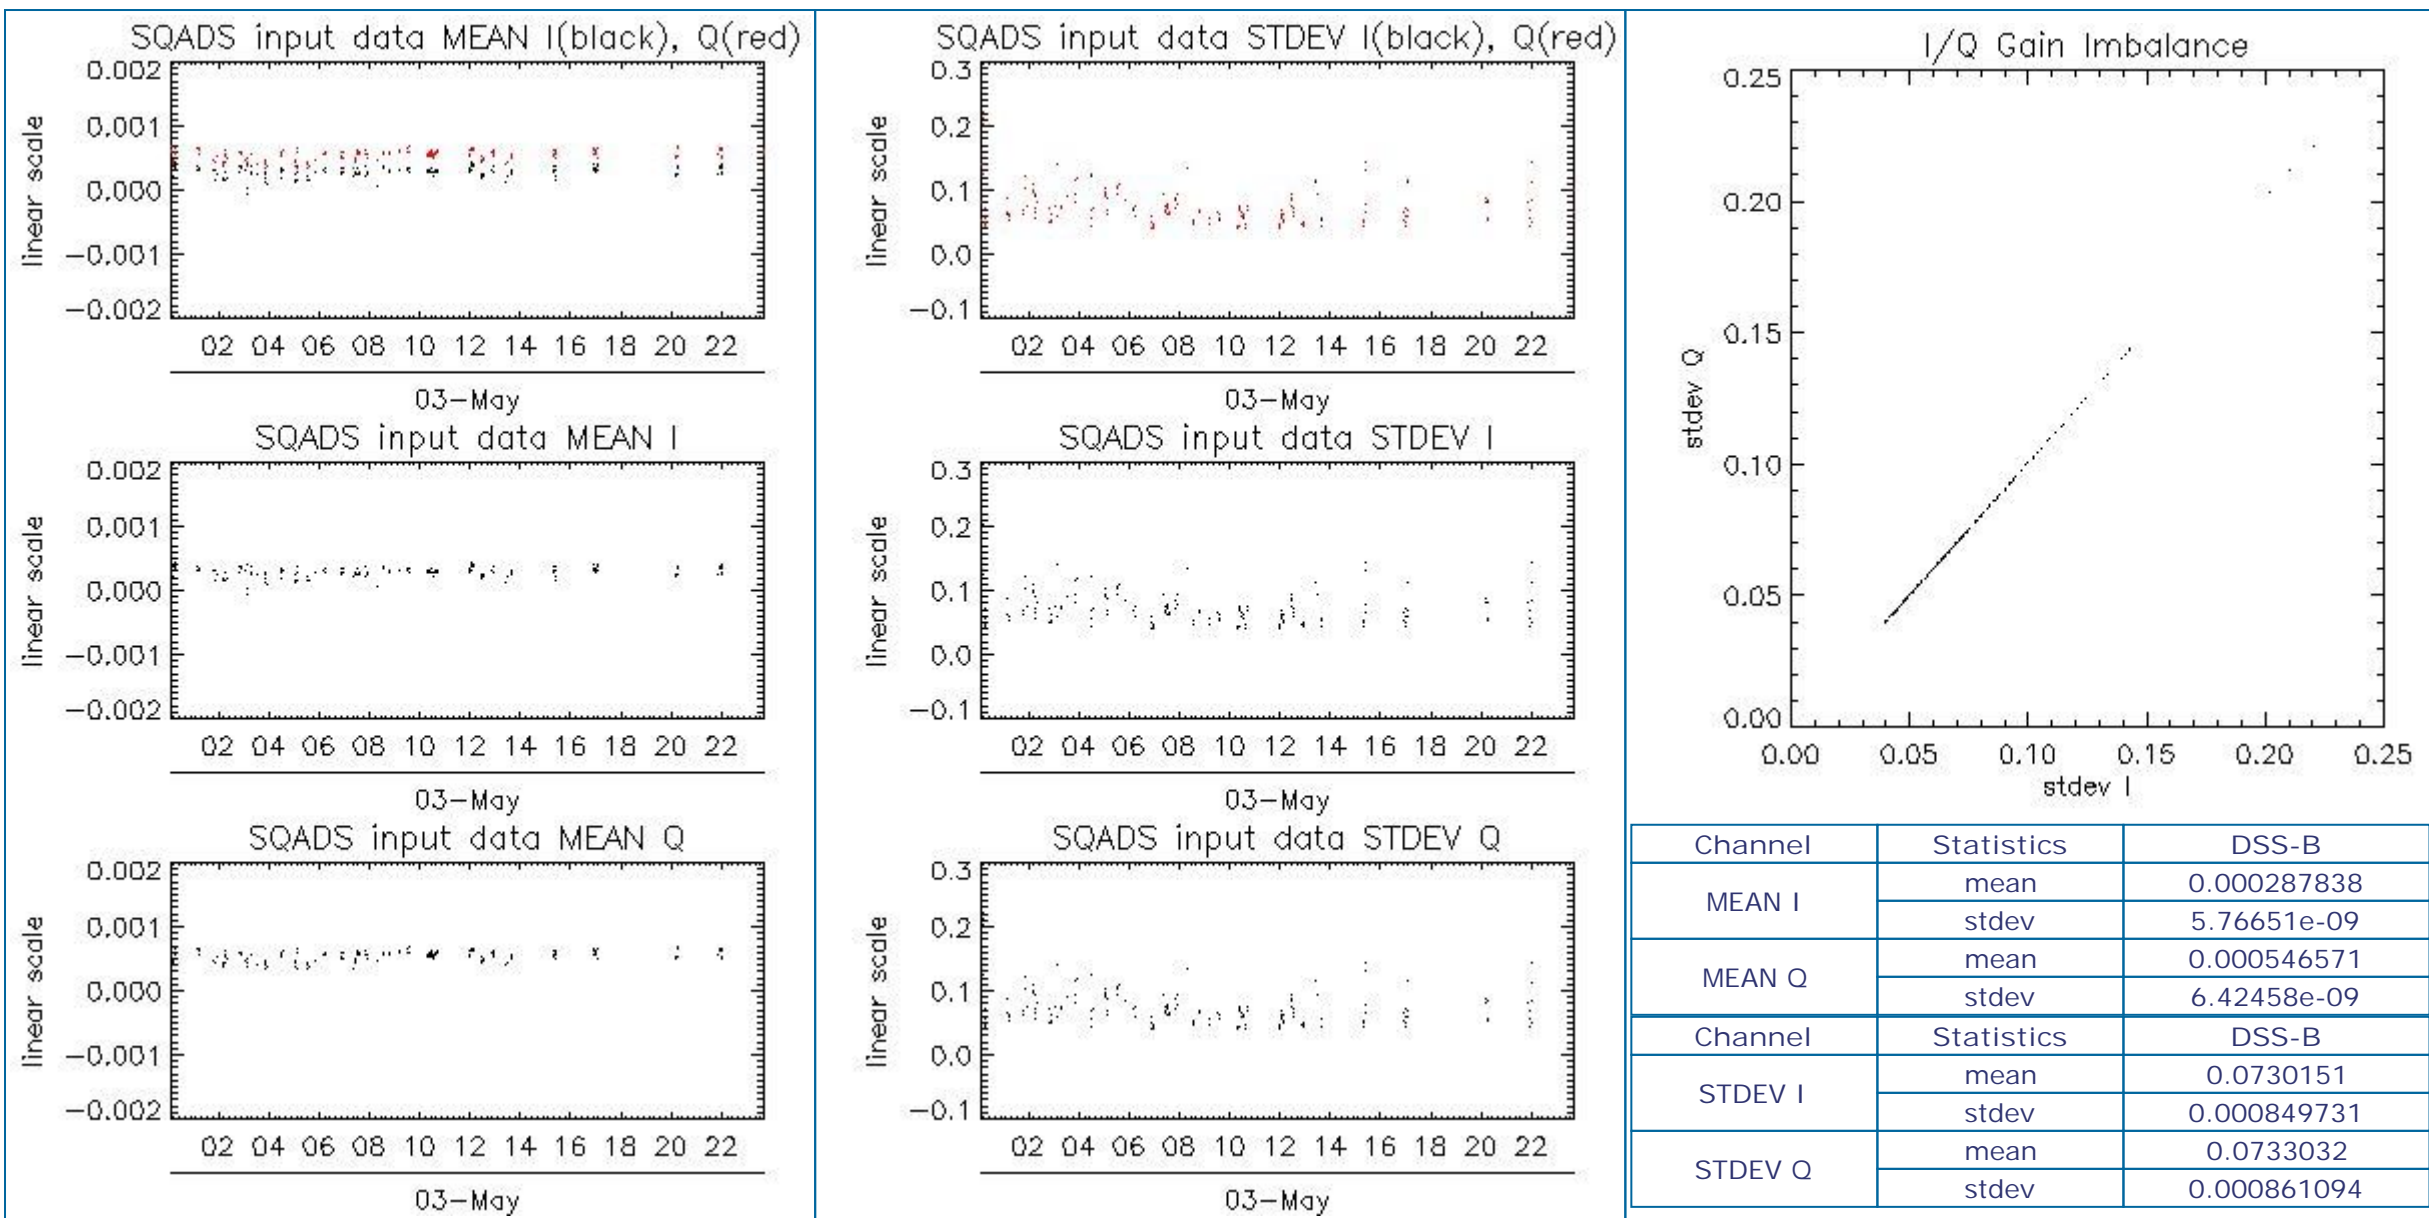 SQADS input data MEAN I(black), Q(red)
0.002
0.001
0.000
−0.001
−0.002
linear scale
02 04 06 08 10 12 14 16 18 20 22
03−May
SQADS input data MEAN I
0.002
0.001
0.000
−0.001
−0.002
linear scale
02 04 06 08 10 12 14 16 18 20 22
03−May
SQADS input data MEAN Q
0.002
0.001
0.000
−0.001
−0.002
linear scale
02 04 06 08 10 12 14 16 18 20 22
03−May
SQADS input data STDEV I(black), Q(red)
0.3
0.2
0.1
0.0
−0.1
linear scale
02 04 06 08 10 12 14 16 18 20 22
03−May
SQADS input data STDEV I
0.3
0.2
0.1
0.0
−0.1
linear scale
02 04 06 08 10 12 14 16 18 20 22
03−May
SQADS input data STDEV Q
0.3
0.2
0.1
0.0
−0.1
linear scale
02 04 06 08 10 12 14 16 18 20 22
03−May
I/Q Gain Imbalance
0.25
0.20
0.15
0.10
0.05
0.00
stdev Q
0.00 0.05 0.10 0.15 0.20 0.25
stdev I
Channel Statistics DSS-B
MEAN I mean 0.000287838
stdev 5.76651e-09
MEAN Q mean 0.000546571
stdev 6.42458e-09
Channel Statistics DSS-B
STDEV I mean 0.0730151
stdev 0.000849731
STDEV Q mean 0.0733032
stdev 0.000861094